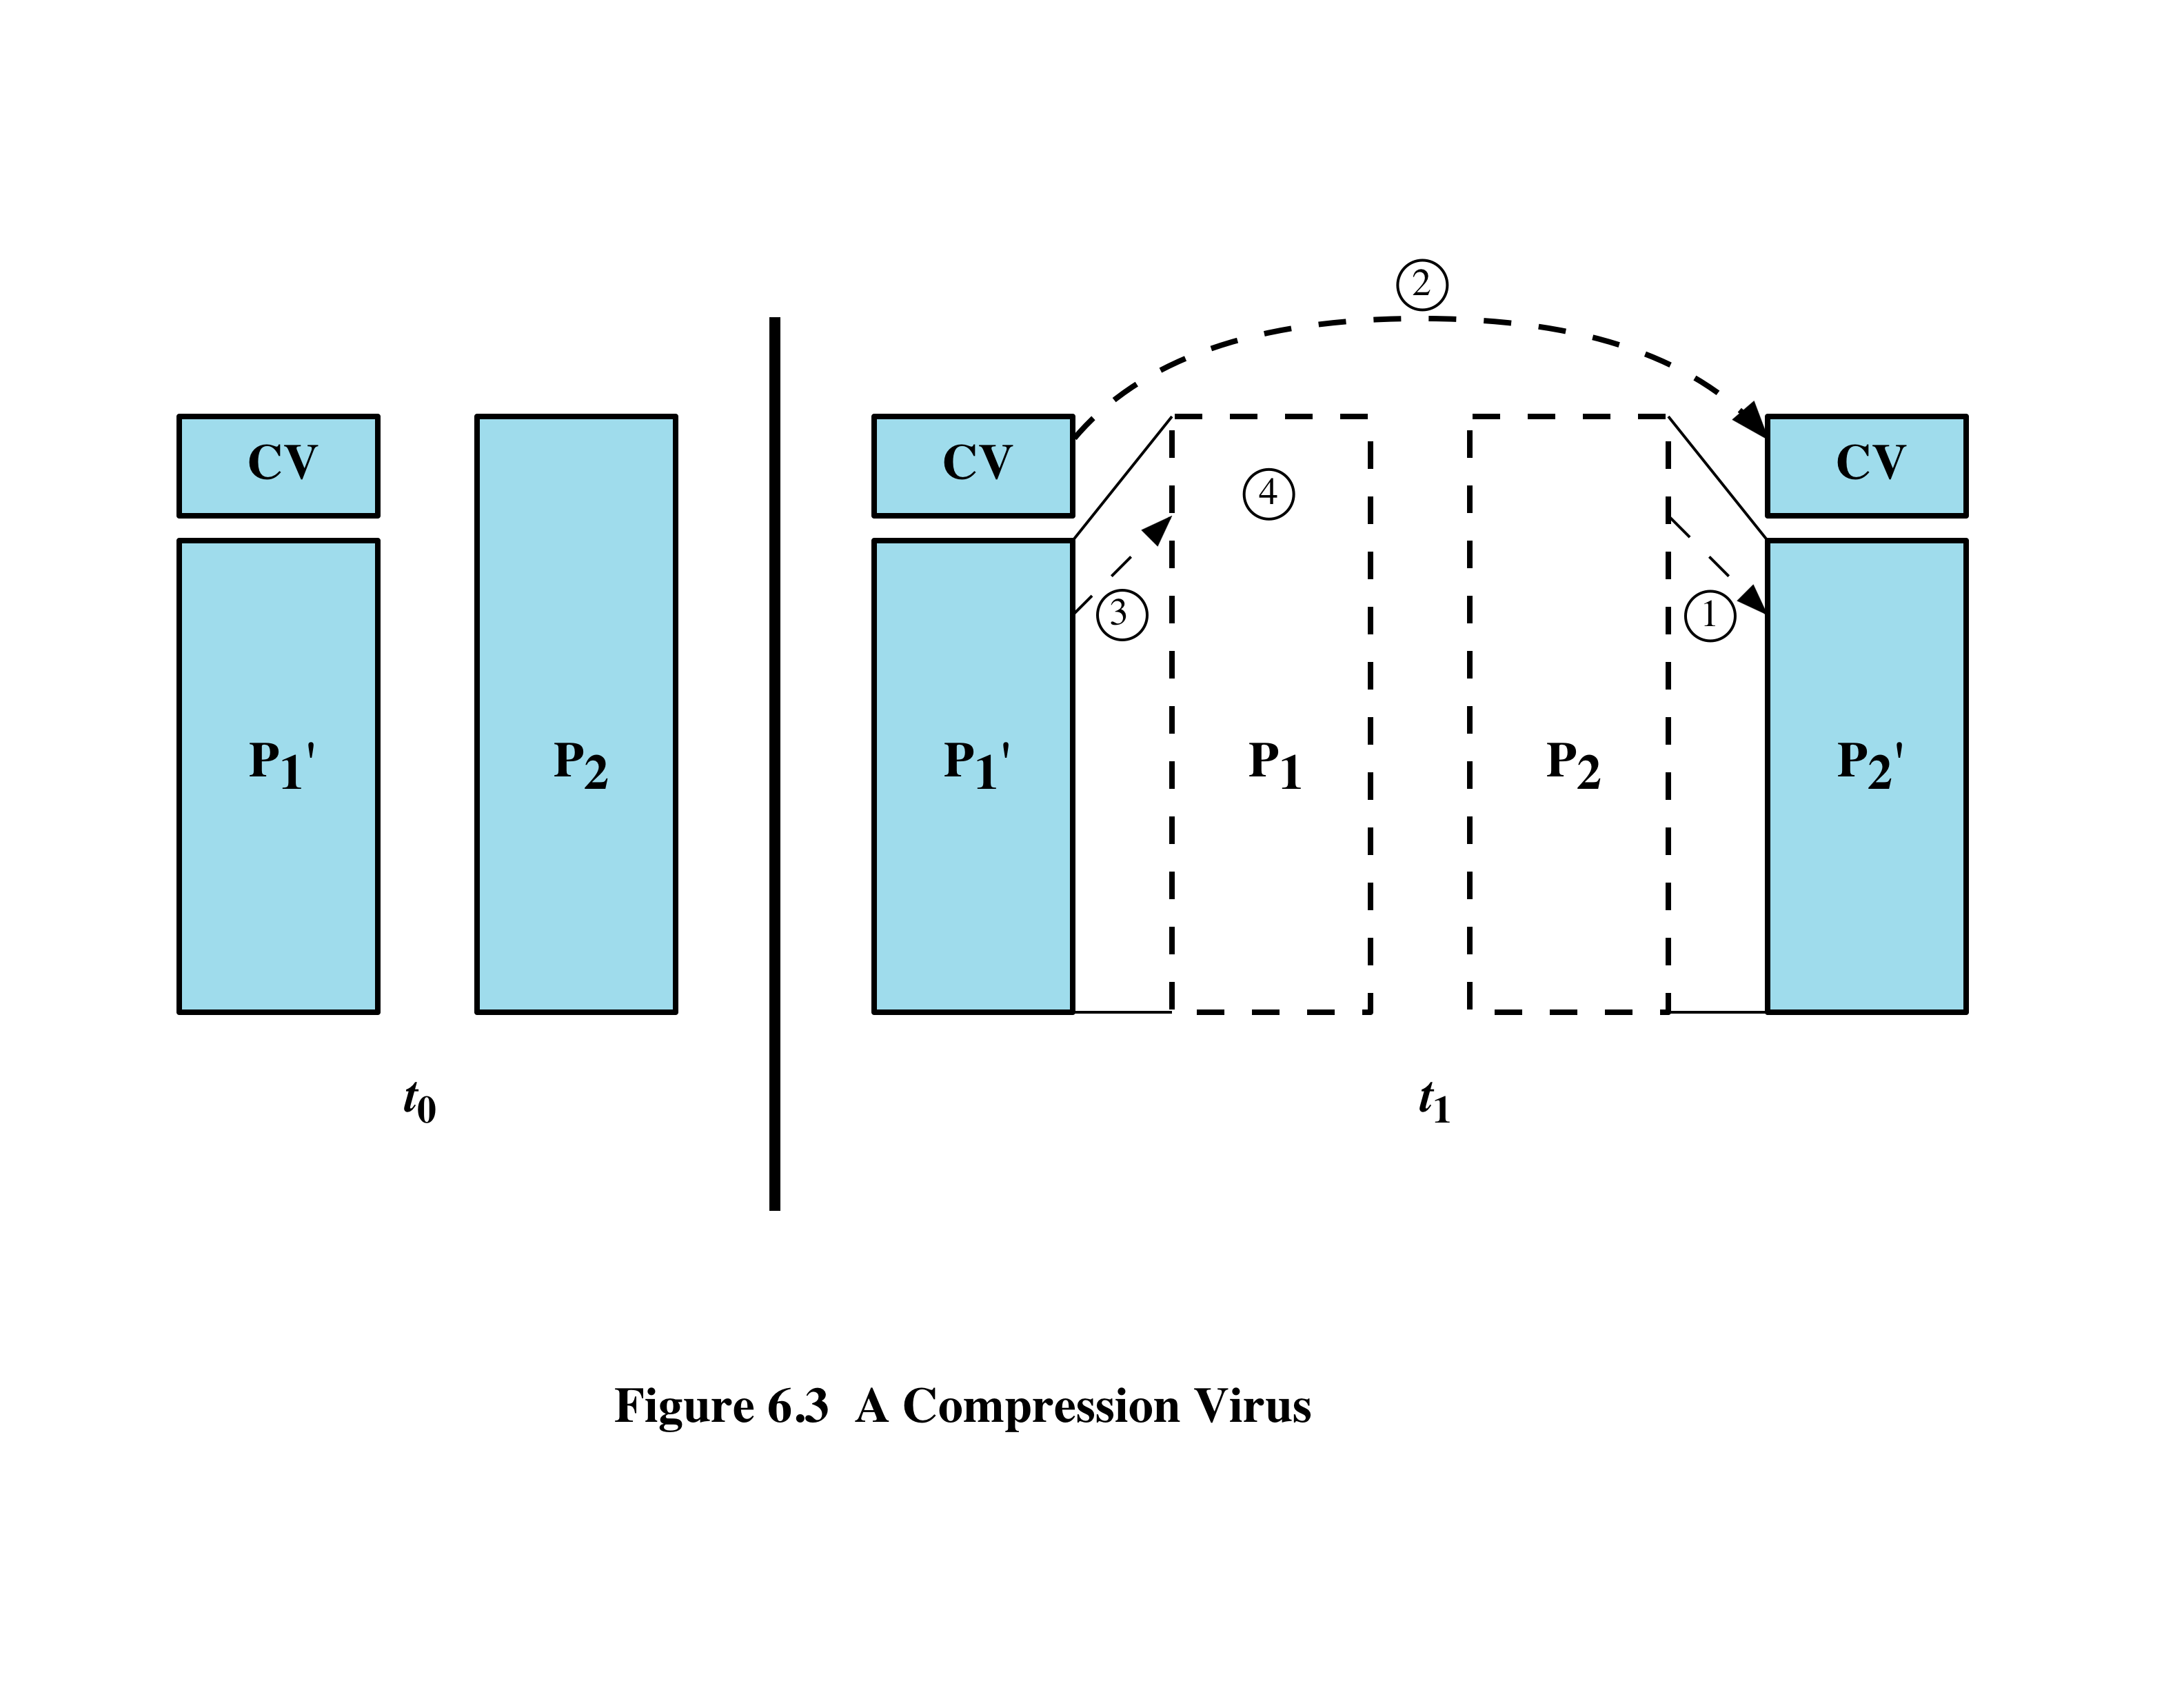 2
CV CV CV
4
3 1
P1' P2 P1' P1 P2 P2'
t0 t1
Figure 6.3 A Compression Virus